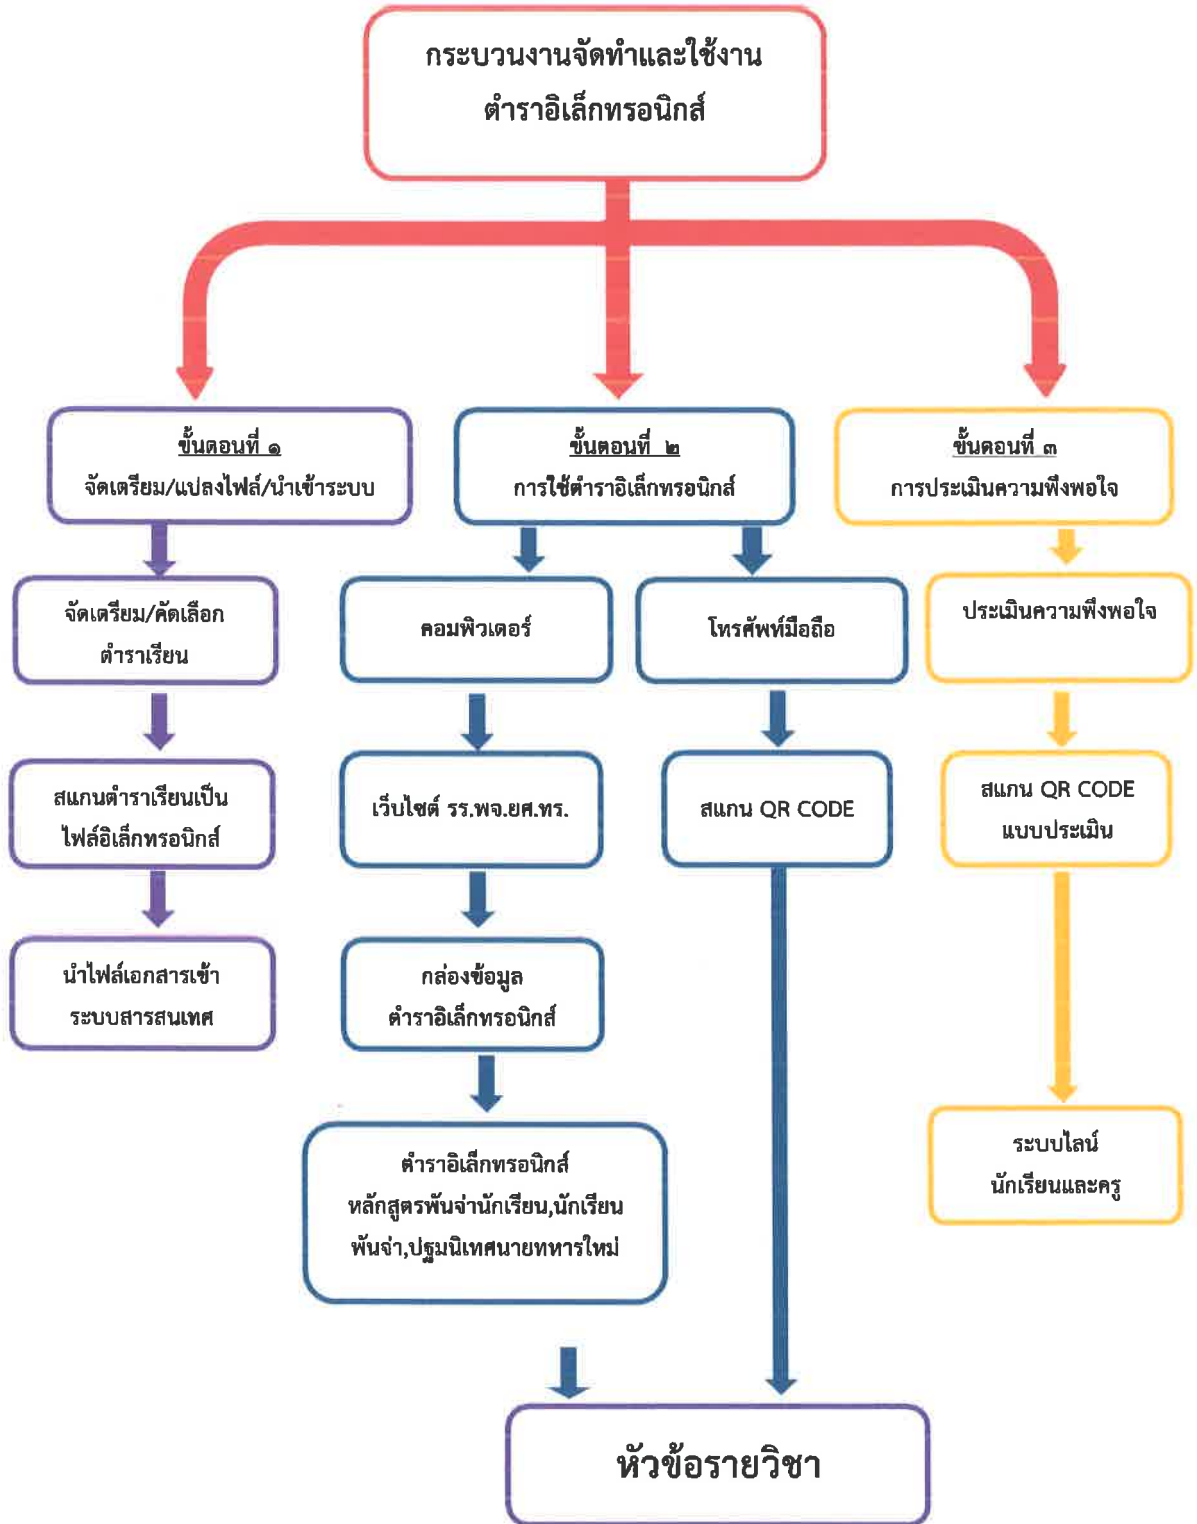 กระบวนงานจัดทำและใช้งาน
ตำราอิเล็กทรอนิกส์
ขั้นตอนที่ ๑
จัดเตรียม/แปลงไฟล์/นำเข้าระบบ
จัดเตรียม/คัดเลือก
ตำราเรียน
สแกนตำราเรียนเป็น
ไฟล์อิเล็กทรอนิกส์
นำไฟล์เอกสารเข้า
ระบบสารสนเทศ
ขั้นตอนที่ ๒
การใช้ตำราอิเล็กทรอนิกส์
คอมพิวเตอร์
เว็บไซต์ รร.พจ.ยศ.ทร.
กล่องข้อมูล
ตำราอิเล็กทรอนิกส์
ตำราอิเล็กทรอนิกส์
หลักสูตรพันจ่านักเรียน,นักเรียน
พันจ่า,ปฐมนิเทศนายทหารใหม่
โทรศัพท์มือถือ
สแกน QR CODE
หัวข้อรายวิชา
ขั้นตอนที่ ๓
การประเมินความพึงพอใจ
ประเมินความพึงพอใจ
สแกน QR CODE
แบบประเมิน
ระบบไลน์
นักเรียนและครู